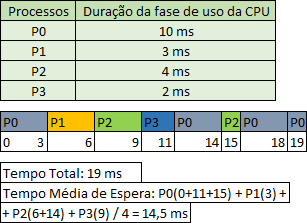 Processos Duração da fase de uso da CPU
P0 10 ms
P1 3 ms
P2 4 ms
P3 2 ms
P0 P1 P2 P3 P0 P2 P0 P0
0 3 6 9 11 14 15 18 19
Tempo Total: 19 ms
Tempo Média de Espera: P0(0+11+15) + P1(3) +
+ P2(6+14) + P3(9) / 4 = 14,5 ms